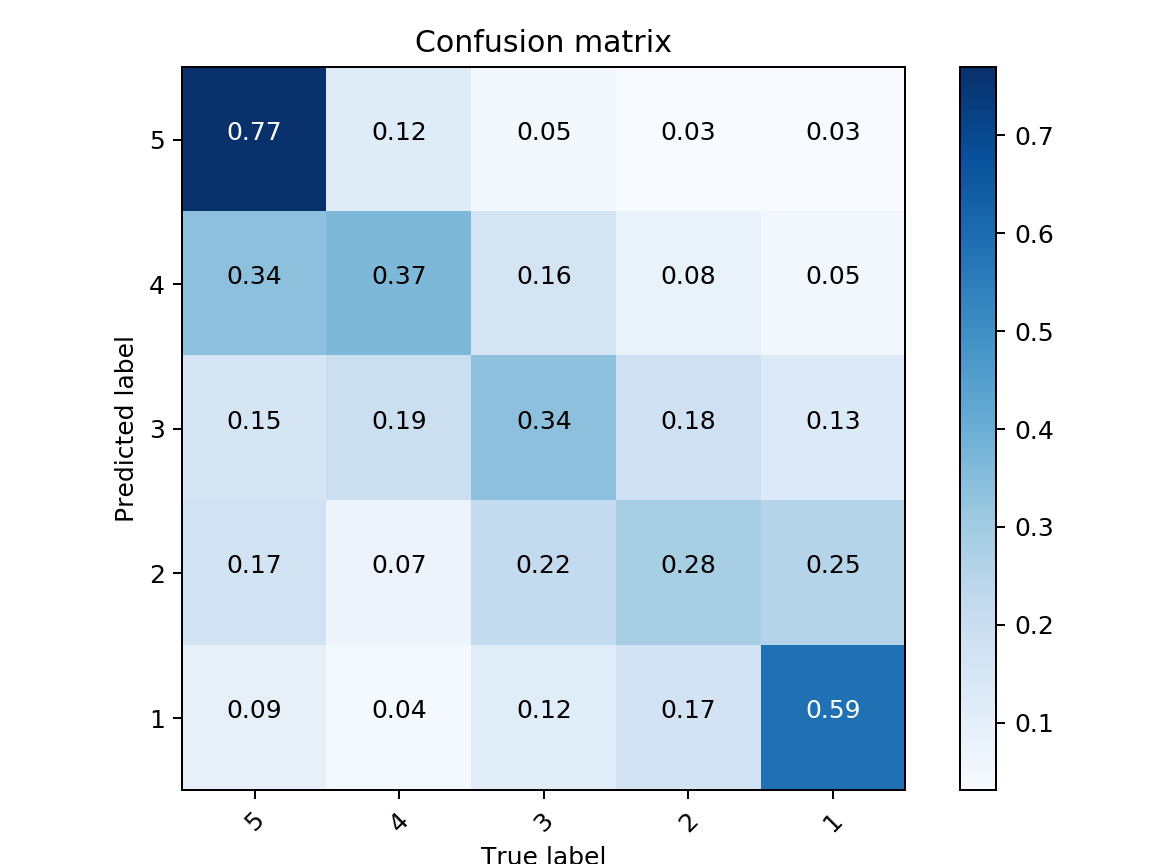 Confusion matrix
5 0.77 0.12 0.05 0.03 0.03
4 0.34 0.37 0.16 0.08 0.05
3 0.15 0.19 0.34 0.18 0.13
2 0.17 0.07 0.22 0.28 0.25
1 0.09 0.04 0.12 0.17 0.59
5 4 3 2 1
True label
Predicted label
0.7
0.6
0.5
0.4
0.3
0.2
0.1